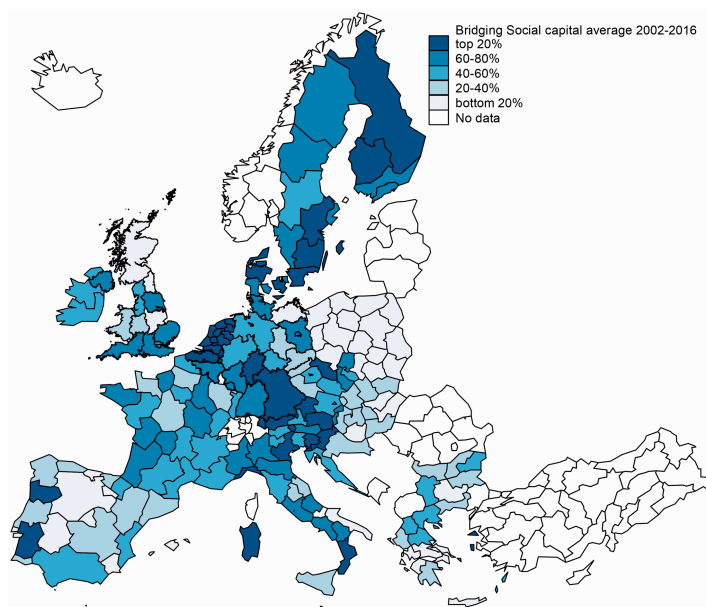 Bridging Social capital average 2002-2016
top 20%
60-80%
40-60%
20-40%
bottom 20%
No data